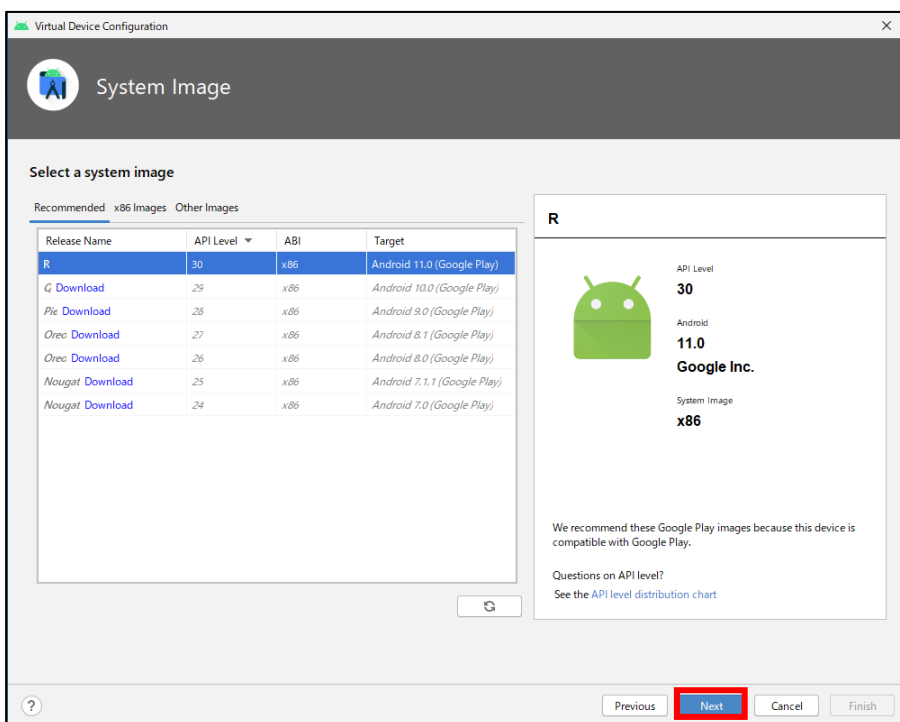 Virtual Device Configuration
System Image
Select a system image
Recommended x86 Images Other Images
Release Name API Level ABI Target
R 30 x86 Android 11.0 (Google Play)
Q Download 29 x86 Android 10.0 (Google Play)
Pie Download 28 x86 Android 9.0 (Google Play)
Oreo Download 27 x86 Android 8.1 (Google Play)
Oreo Download 26 x86 Android 8.0 (Google Play)
Nougat Download 25 x86 Android 7.1.1 (Google Play)
Nougat Download 24 x86 Android 7.0 (Google Play)
R
API Level
30
Android
11.0
Google Inc.
System Image
x86
We recommend these Google Play images because this device is
compatible with Google Play.
Questions on API level?
See the API level distribution chart
? Previous Next Cancel Finish